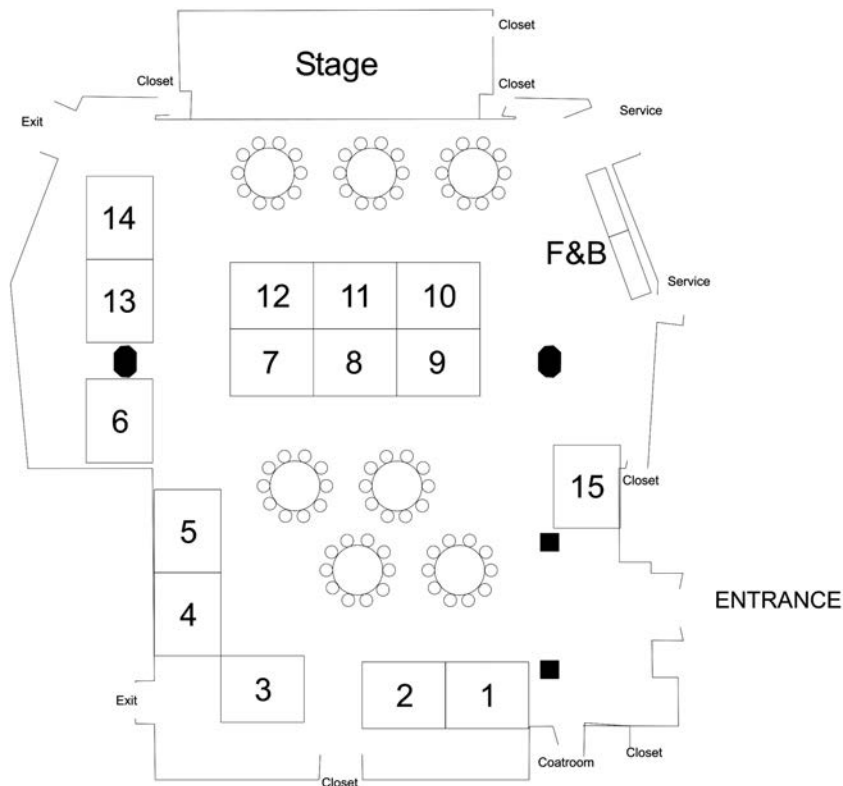 Closet
Stage
Closet
Closet
Exit
Service
14
F&B
13
12
11
10
Service
7
8
9
6
15
Closet
5
ENTRANCE
4
3
2
1
Exit
Closet
Coatroom
Closet